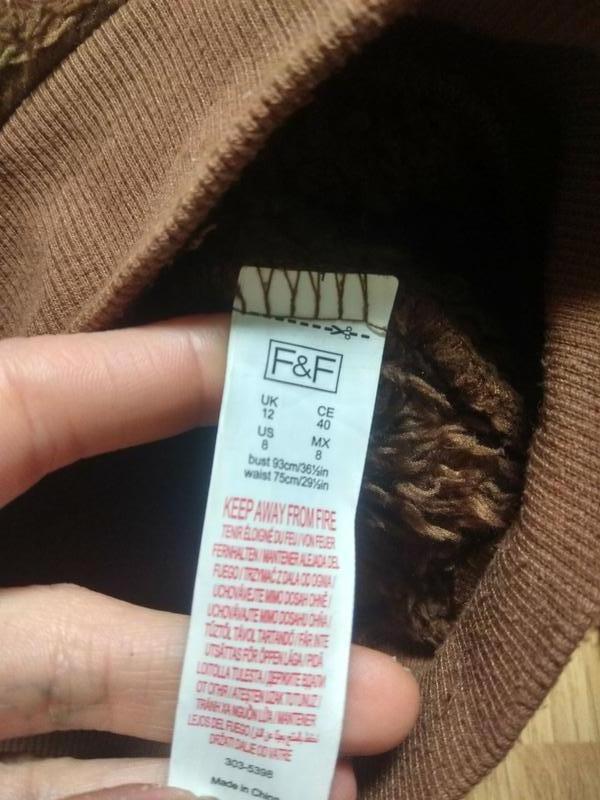 F&F
UK CE
12 40
US MX
8 8
bust 93cm/36½in
waist 75cm/29½in
KEEP AWAY FROM FIRE
TENIR ÉLOIGNÉ DU FEU / VON FEUER
FERNHALTEN / MANTENER ALEJADA DEL
FUEGO / TRZYMAĆ Z DALA OD OGNIA /
UCHOVÁVEJTE MIMO DOSAH OHNĚ /
UCHOVÁVAJTE MIMO DOSAHU OHŇA /
TŰZTŐL TÁVOL TARTANDÓ / FÅR INTE
UTSÄTTAS FÖR ÖPPEN LÅGA / PIDÄ
LOITOLLA TULESTA / ДЕРЖИТЕ ВДАЛИ
ОТ ОГНЯ / ATEŞTEN UZAK TUTUNUZ /
TRÁNH XA NGUỒN LỬA / MANTENER
LEJOS DEL FUEGO /
DRŽATI DALJE OD VATRE
303-5398
Made in China